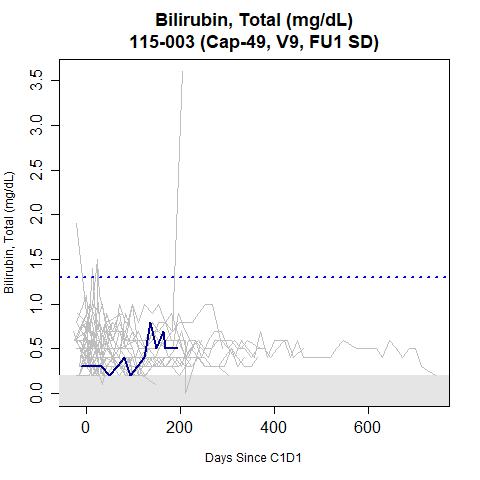 Bilirubin, Total (mg/dL)
115-003 (Cap-49, V9, FU1 SD)
Bilirubin, Total (mg/dL)
3.5
3.0
2.5
2.0
1.5
1.0
0.5
0.0
0 200 400 600
Days Since C1D1